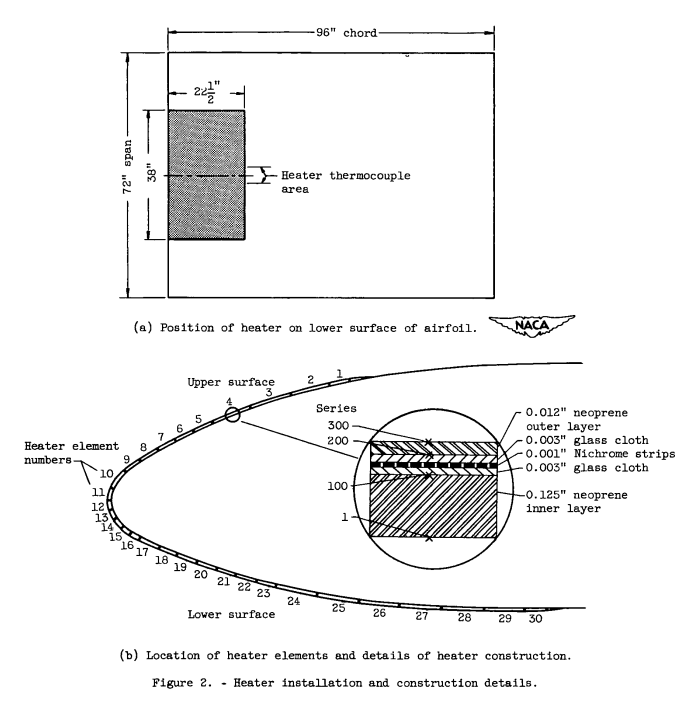 96" chord
22 1/2"
72" span
38"
Heater thermocouple
area
(a) Position of heater on lower surface of airfoil.
NACA
Upper surface
1
2
3
4
5
6
7
8
9
10
11
12
13
14
15
16
17
18
19
20
21
22
23
24
25
26
27
28
29
30
Heater element
numbers
Lower surface
Series
300
200
100
1
0.012" neoprene
outer layer
0.003" glass cloth
0.001" Nichrome strips
0.003" glass cloth
0.125" neoprene
inner layer
(b) Location of heater elements and details of heater construction.
Figure 2. - Heater installation and construction details.